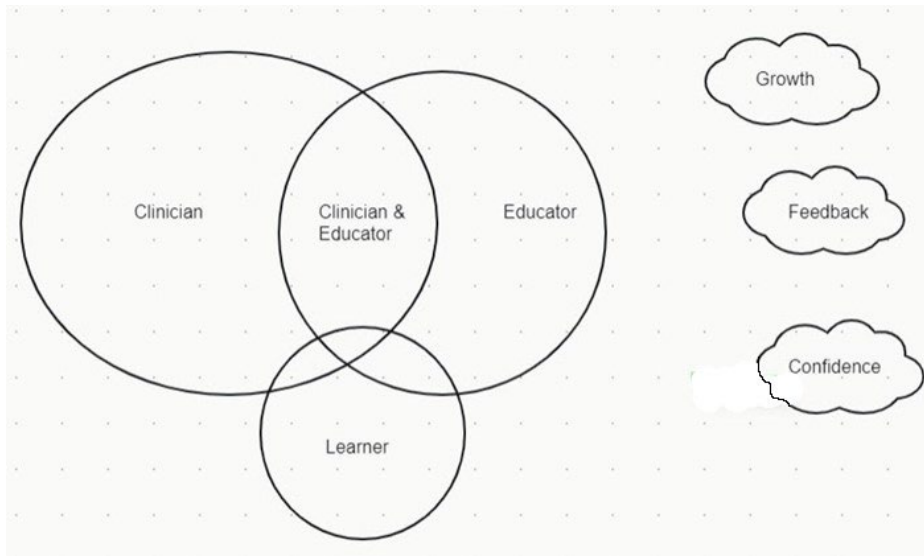 Growth
Clinician
Clinician &
Educator
Educator
Feedback
Confidence
Learner